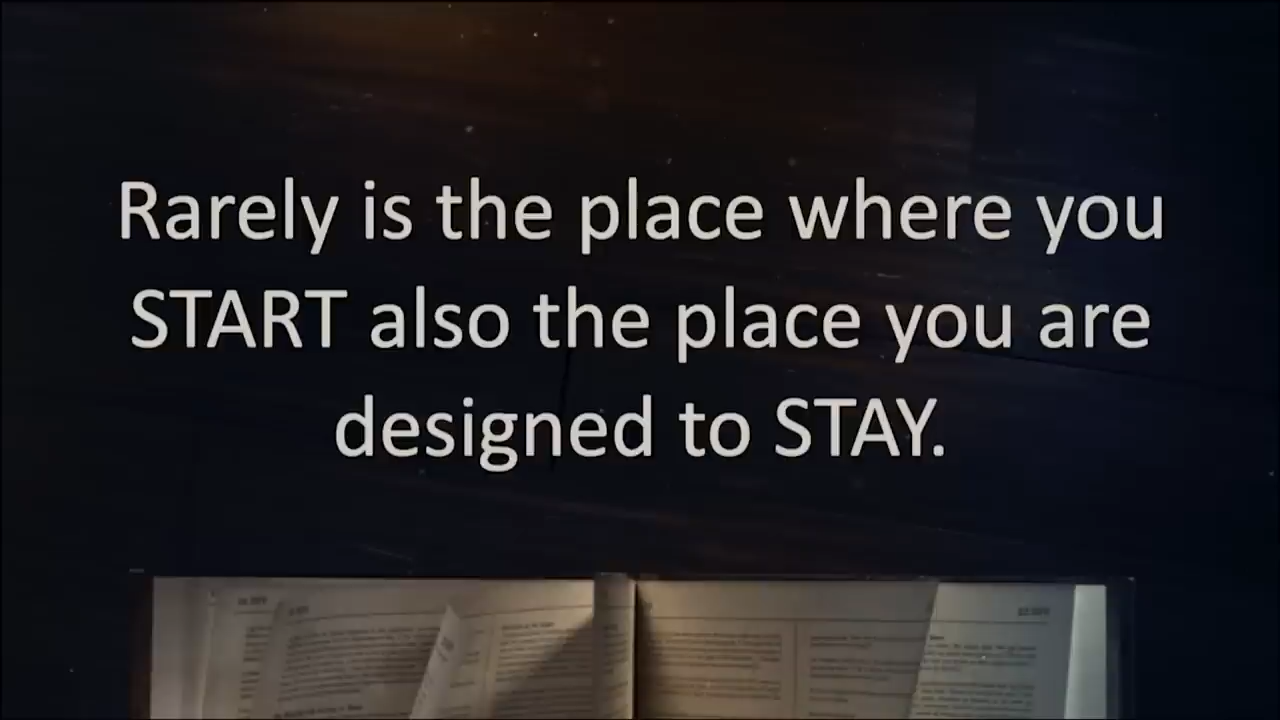 Rarely is the place where you
START also the place you are
designed to STAY.